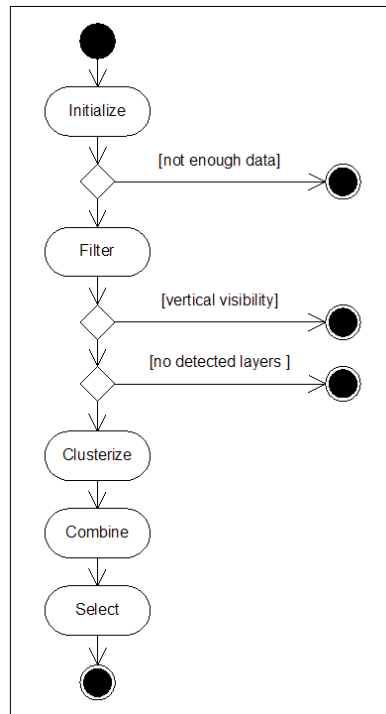 Initialize
[not enough data]
Filter
[vertical visibility]
[no detected layers ]
Clusterize
Combine
Select